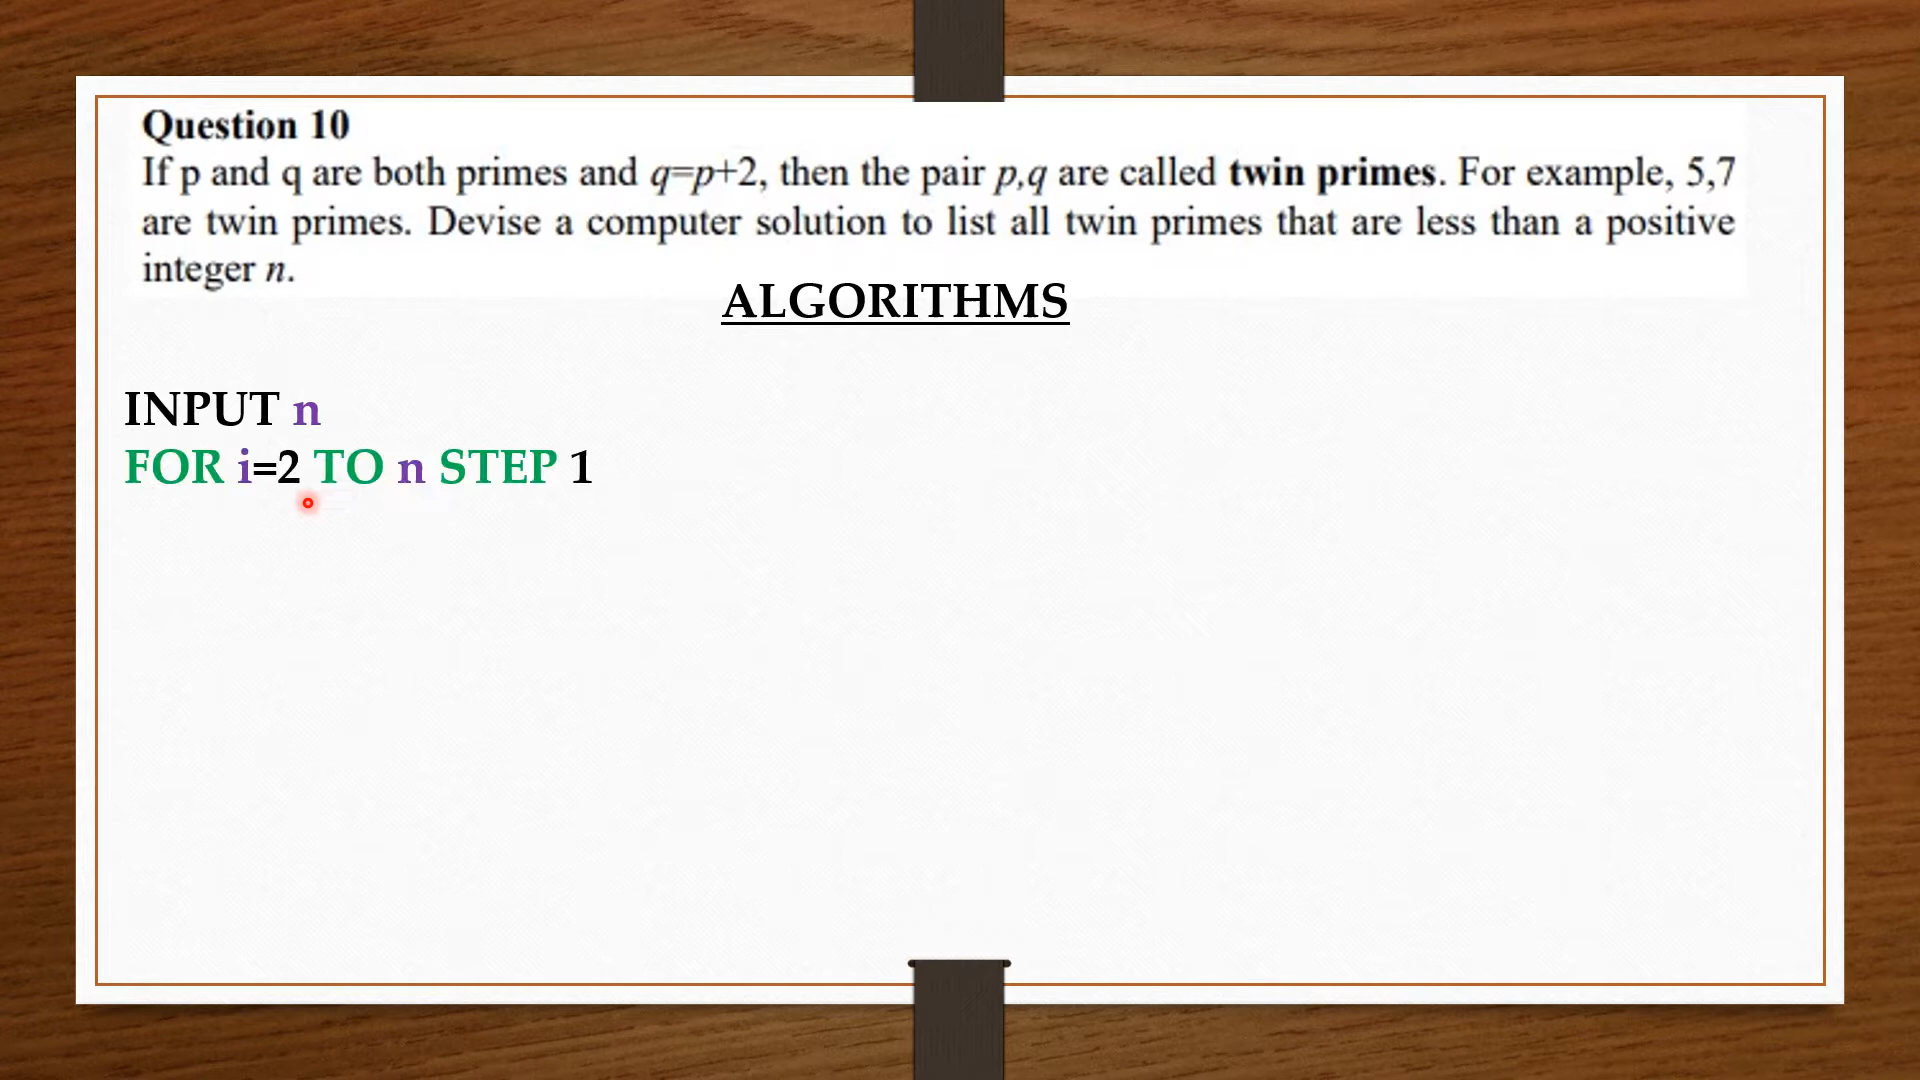 Question 10
If p and q are both primes and q=p+2, then the pair p,q are called twin primes. For example, 5,7
are twin primes. Devise a computer solution to list all twin primes that are less than a positive
integer n.
ALGORITHMS
INPUT n
FOR i=2 TO n STEP 1